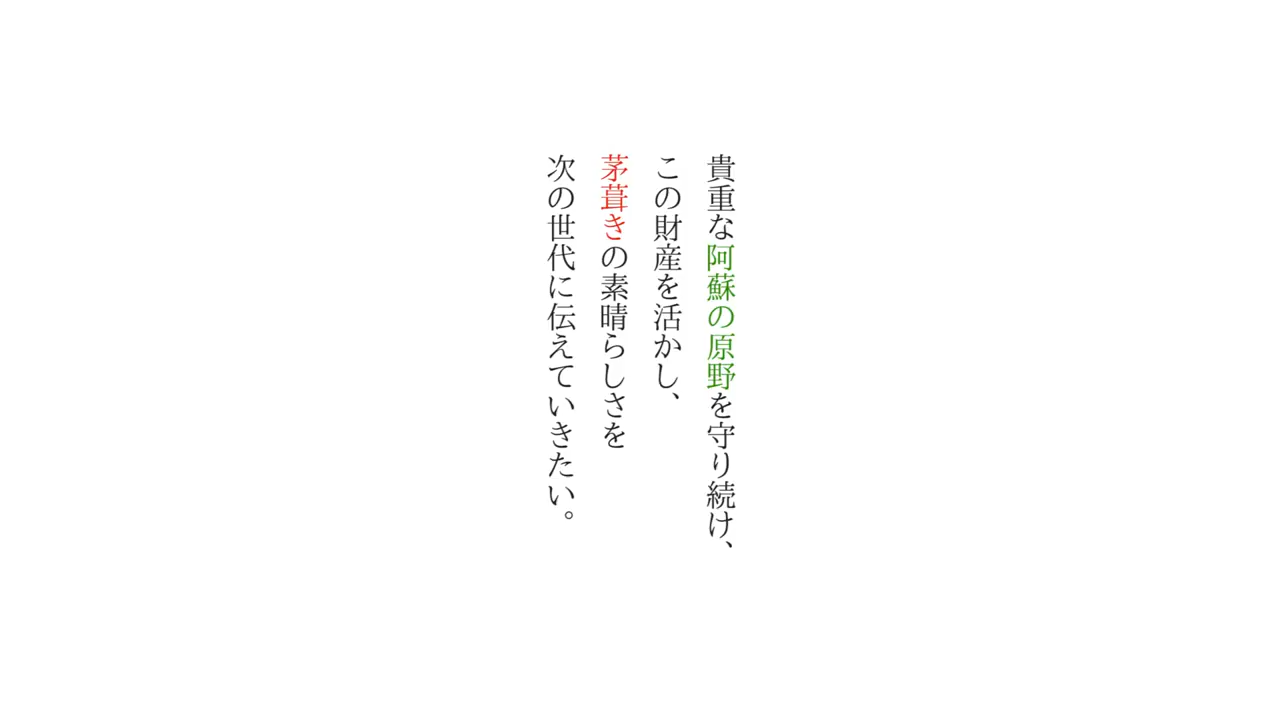 貴重な阿蘇の原野を守り続け、
この財産を活かし、
茅葺きの素晴らしさを
次の世代に伝えていきたい。